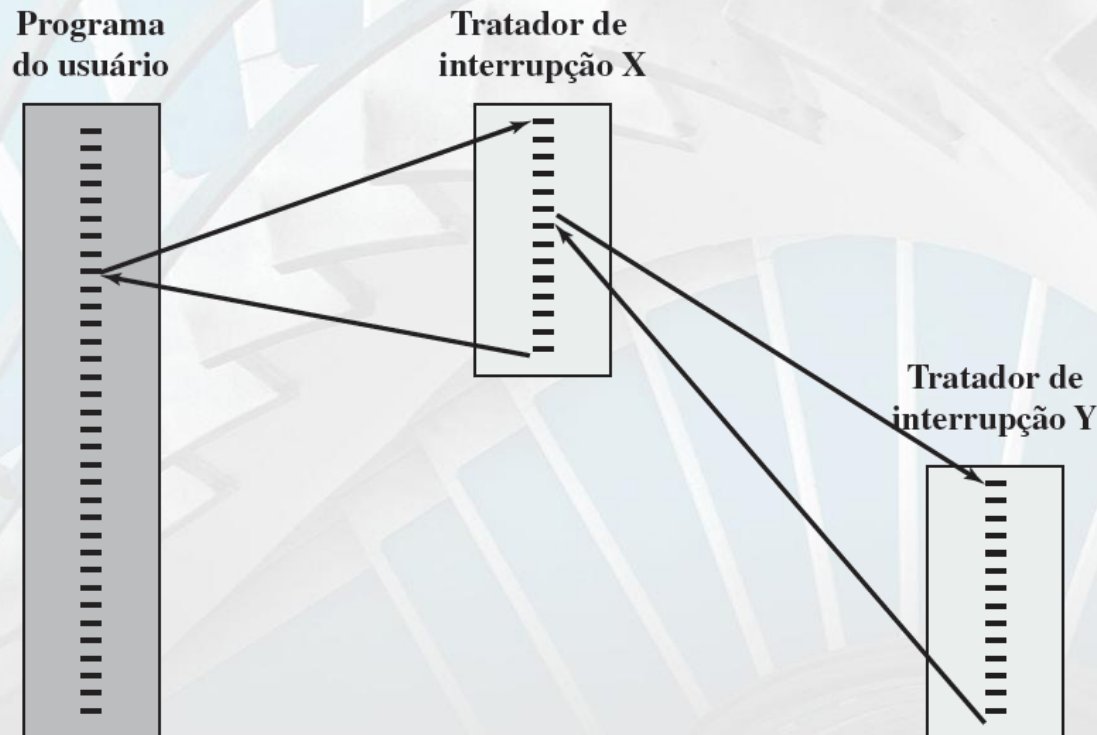 Programa
do usuário
Tratador de
interrupção X
Tratador de
interrupção Y